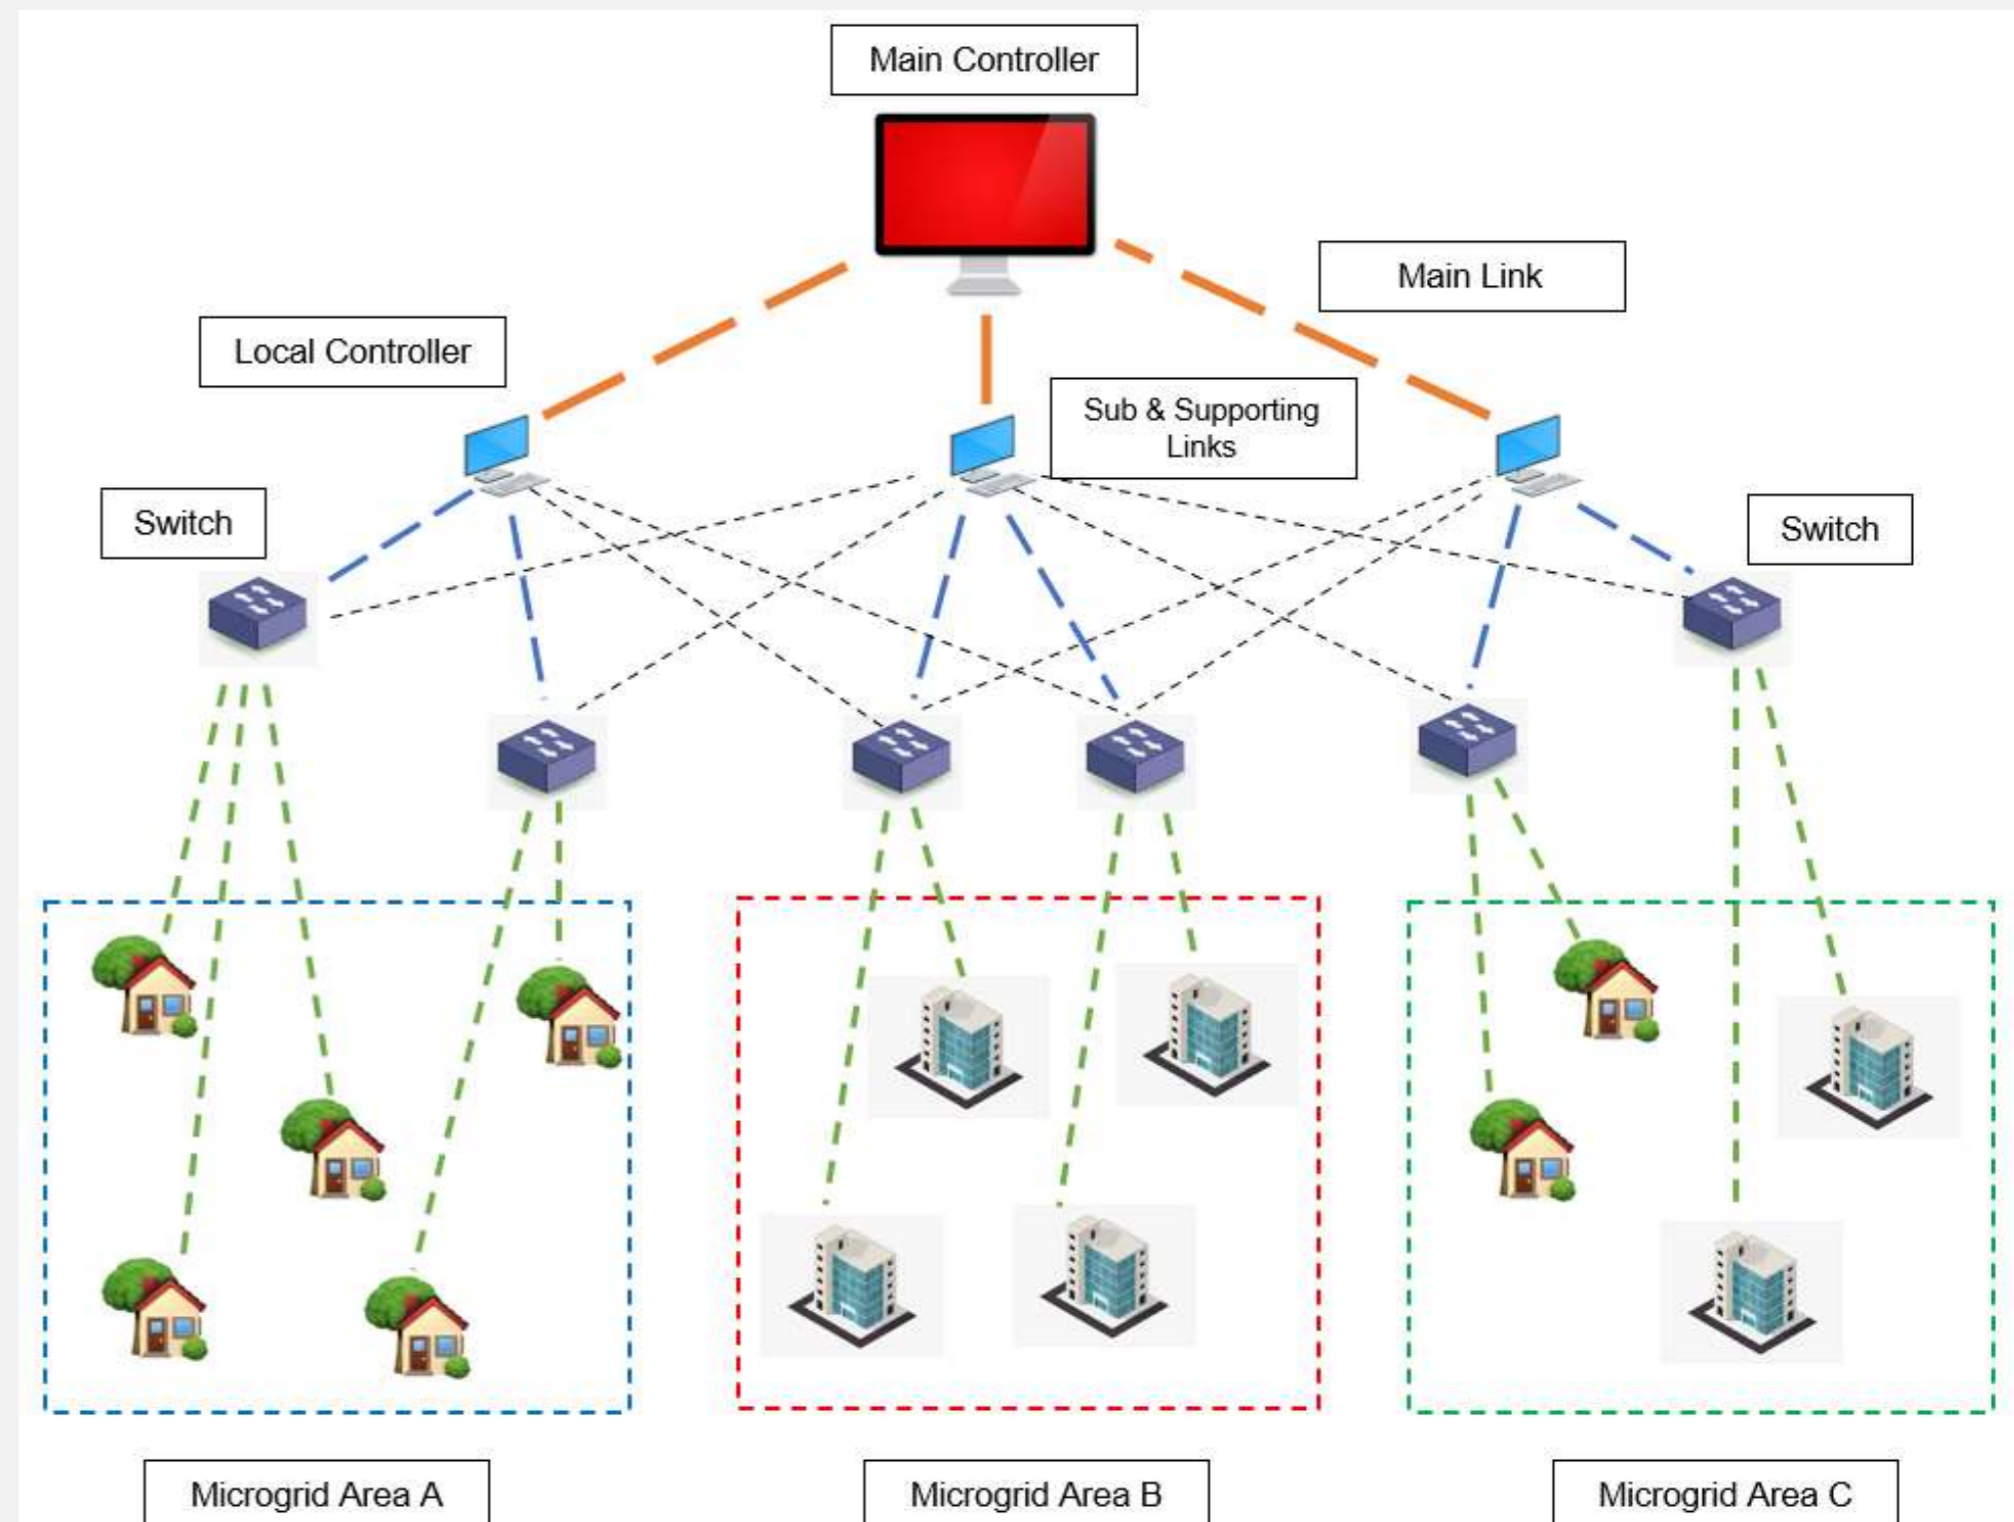 Main Controller
Main Link
Local Controller
Sub & Supporting
Links
Switch
Switch
Microgrid Area A
Microgrid Area B
Microgrid Area C